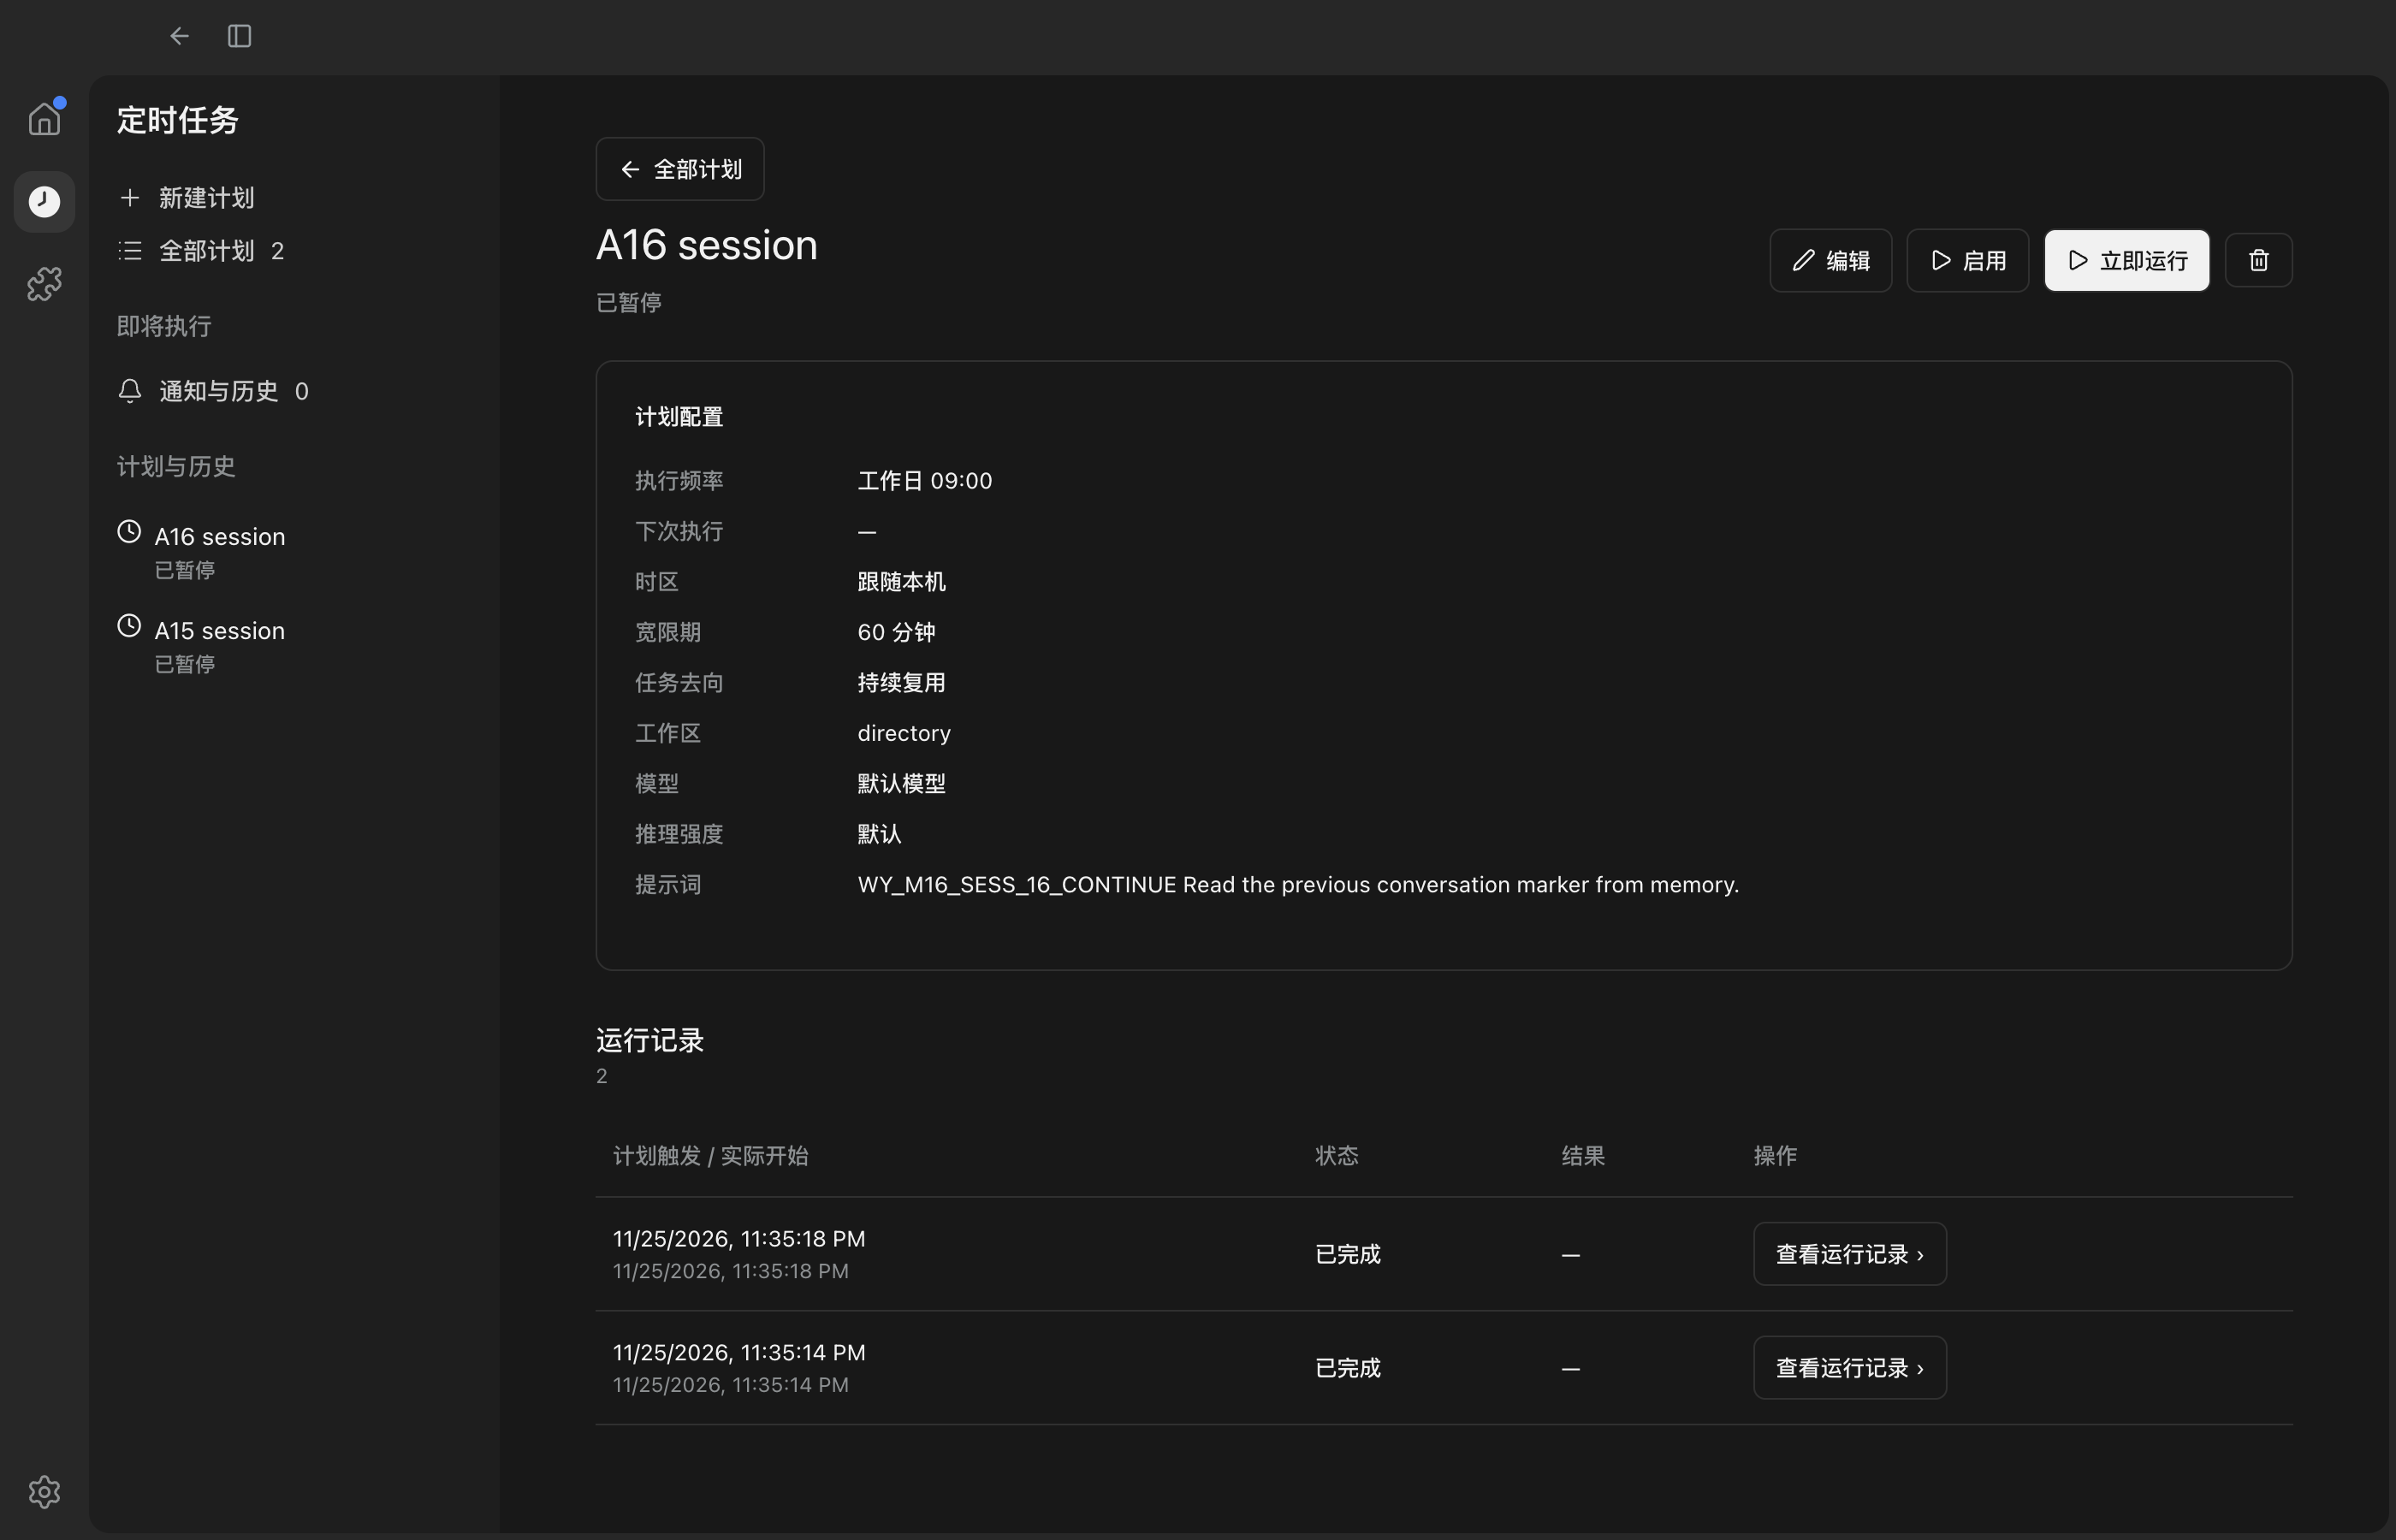 定时任务
新建计划
全部计划 2
即将执行
通知与历史 0
计划与历史
A16 session
已暂停
A15 session
已暂停
全部计划
A16 session
已暂停
编辑
启用
立即运行
计划配置
执行频率 工作日 09:00
下次执行 —
时区 跟随本机
宽限期 60 分钟
任务去向 持续复用
工作区 directory
模型 默认模型
推理强度 默认
提示词 WY_M16_SESS_16_CONTINUE Read the previous conversation marker from memory.
运行记录
2
计划触发 / 实际开始 状态 结果 操作
11/25/2026, 11:35:18 PM
11/25/2026, 11:35:18 PM
已完成 — 查看运行记录 ›
11/25/2026, 11:35:14 PM
11/25/2026, 11:35:14 PM
已完成 — 查看运行记录 ›